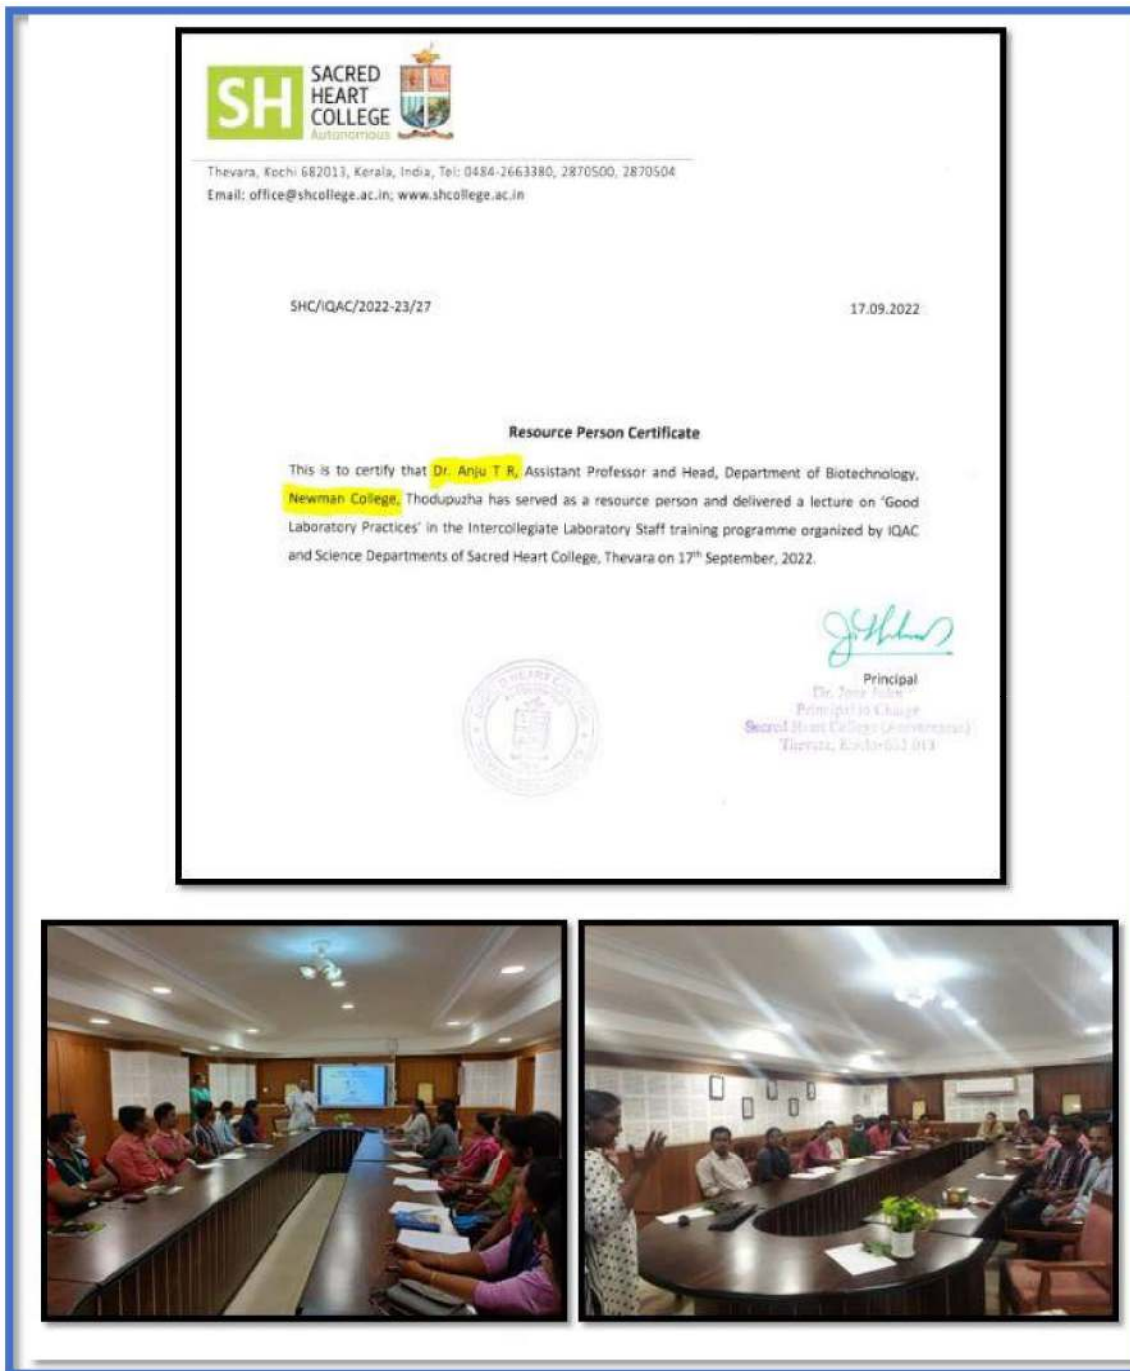 SH
SACRED
HEART
COLLEGE
Autonomous
Thevara, Kochi 682013, Kerala, India, Tel: 0484-2663380, 2870500, 2870504
Email: office@shcollege.ac.in; www.shcollege.ac.in
SHC/IQAC/2022-23/27
17.09.2022
Resource Person Certificate
This is to certify that Dr. Anju T R, Assistant Professor and Head, Department of Biotechnology,
Newman College, Thodupuzha has served as a resource person and delivered a lecture on 'Good
Laboratory Practices' in the Intercollegiate Laboratory Staff training programme organized by IQAC
and Science Departments of Sacred Heart College, Thevara on 17th September, 2022.
Principal
Principal in Charge
Sacred Heart College (Autonomous)
Thevara, Kochi-682 013